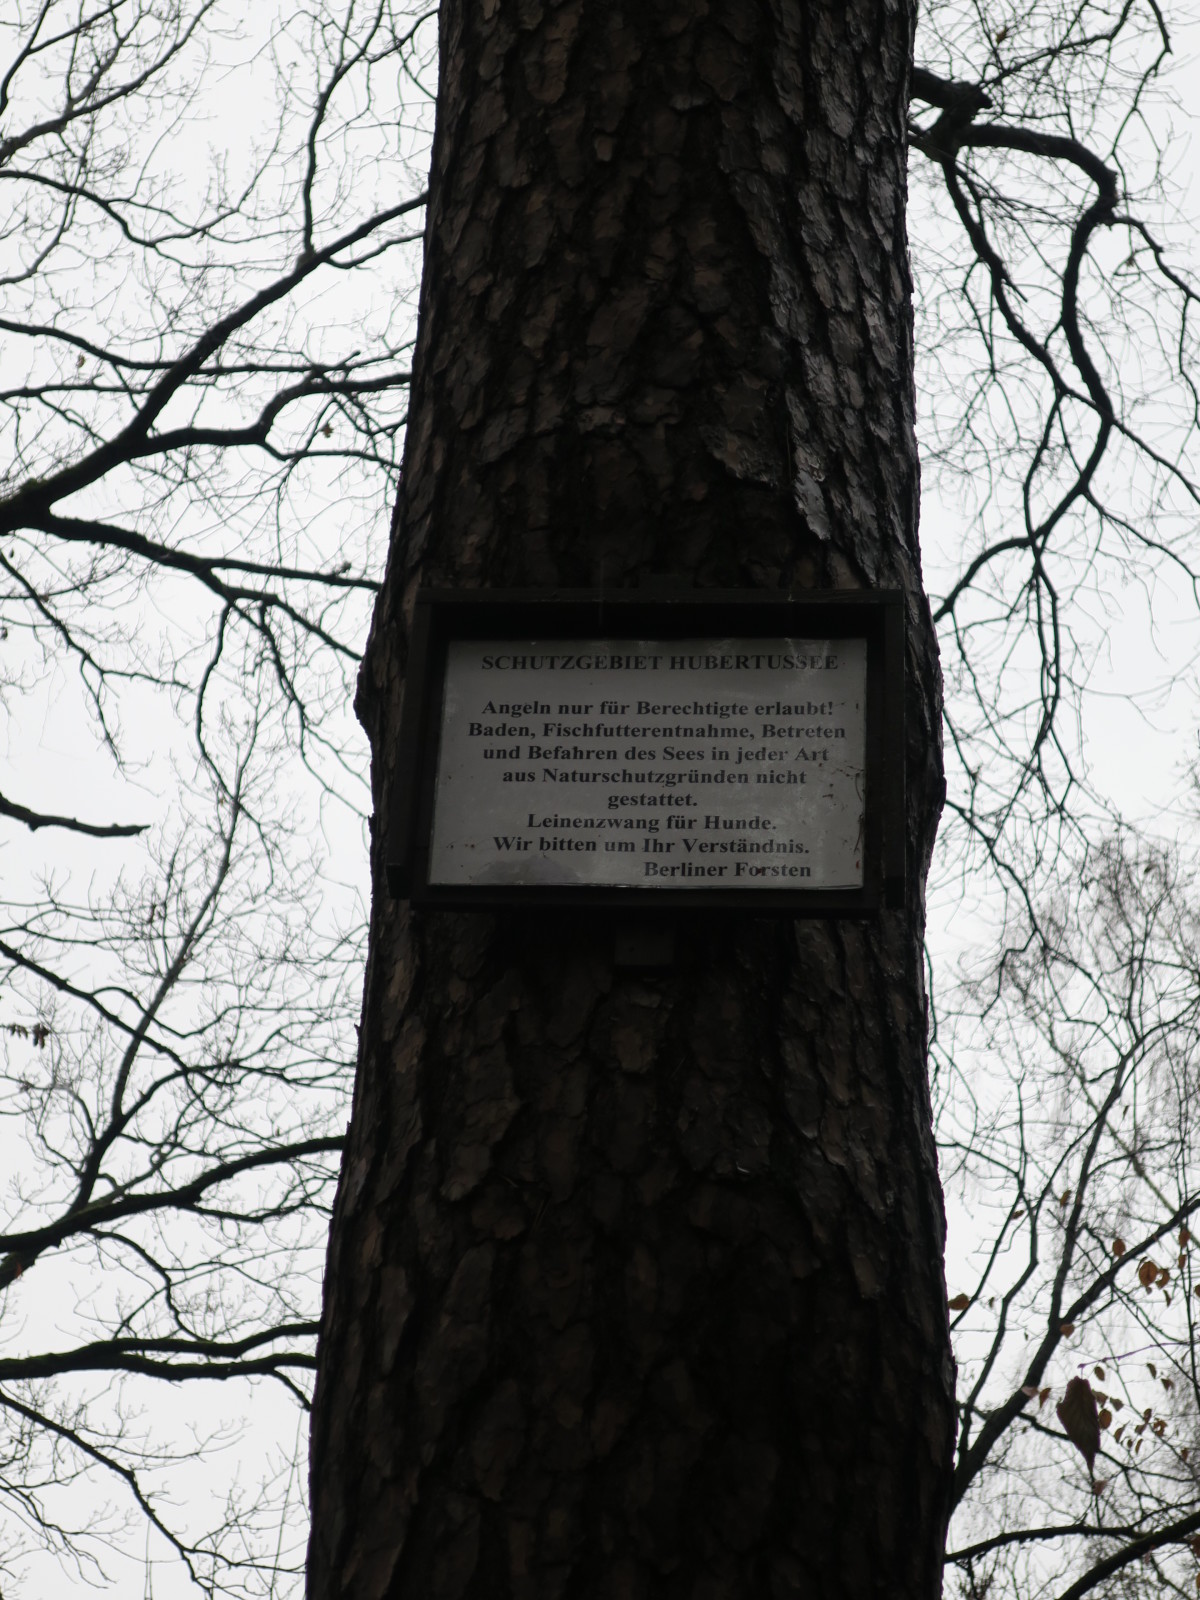 SCHUTZGEBIET HUBERTUSSEE
Angeln nur für Berechtigte erlaubt!
Baden, Fischfutterentnahme, Betreten
und Befahren des Sees in jeder Art
aus Naturschutzgründen nicht
gestattet.
Leinenzwang für Hunde.
Wir bitten um Ihr Verständnis.
Berliner Forsten